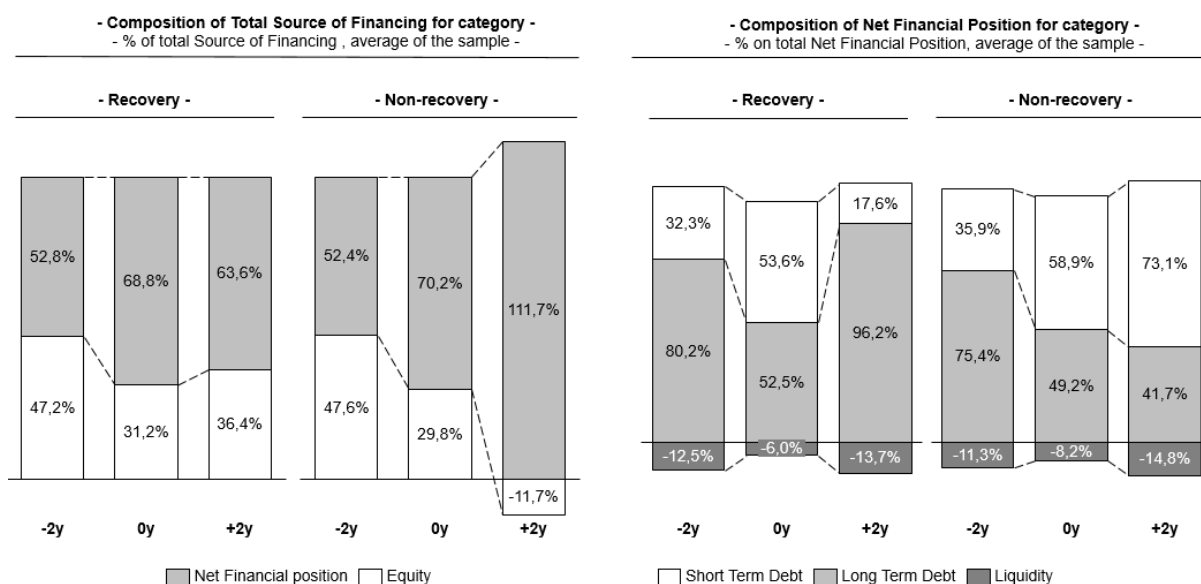 - Composition of Total Source of Financing for category -
- % of total Source of Financing , average of the sample -
- Recovery -
- Non-recovery -
52,8%
68,8%
63,6%
47,2%
31,2%
36,4%
52,4%
70,2%
111,7%
47,6%
29,8%
-11,7%
-2y
0y
+2y
-2y
0y
+2y
Net Financial position
Equity
- Composition of Net Financial Position for category -
- % on total Net Financial Position, average of the sample -
- Recovery -
- Non-recovery -
32,3%
53,6%
17,6%
80,2%
52,5%
96,2%
-12,5%
-6,0%
-13,7%
35,9%
58,9%
73,1%
75,4%
49,2%
41,7%
-11,3%
-8,2%
-14,8%
-2y
0y
+2y
-2y
0y
+2y
Short Term Debt
Long Term Debt
Liquidity